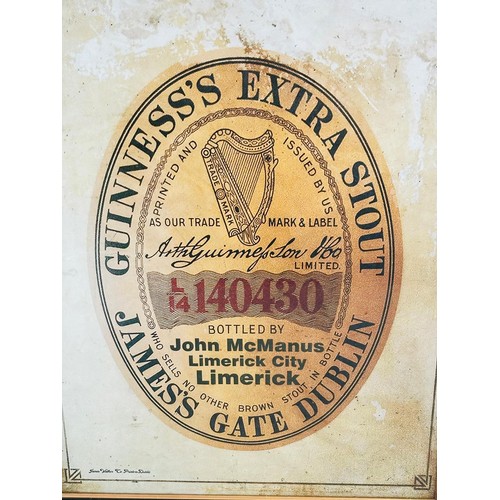 GUINNESS'S EXTRA STOUT
PRINTED AND ISSUED BY US
TRADE MARK
AS OUR TRADE MARK & LABEL
Arth Guinness Son & Co
LIMITED.
L/14 140430
BOTTLED BY
John McManus
Limerick City
Limerick
WHO SELLS NO OTHER BROWN STOUT IN BOTTLE
JAMES'S GATE DUBLIN